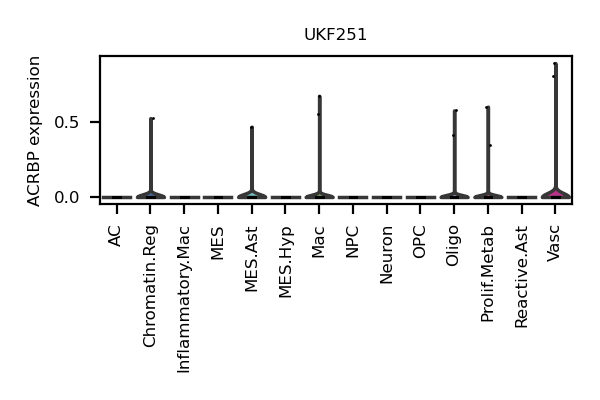 UKF251
ACRBP expression
0.5
0.0
AC
Chromatin.Reg
Inflammatory.Mac
MES
MES.Ast
MES.Hyp
Mac
NPC
Neuron
OPC
Oligo
Prolif.Metab
Reactive.Ast
Vasc